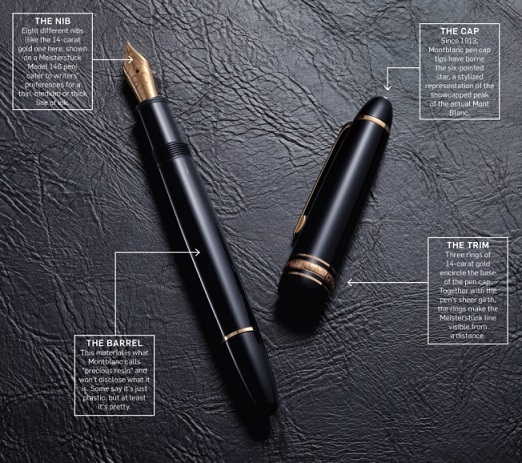 THE NIB
Eight different nibs
(like the 14-carat
gold one here, shown
on a Meisterstück
Model 146 pen)
cater to writers'
preferences for a
thin, medium or thick
line of ink.
THE CAP
Since 1913,
Montblanc pen cap
tips have borne
the six-pointed
star, a stylized
representation of the
snowcapped peak
of the actual Mont
Blanc.
THE TRIM
Three rings of
14-carat gold
encircle the base
of the pen cap.
Together with the
pen's sheer girth,
the rings make the
Meisterstück line
visible from
a distance.
THE BARREL
This material is what
Montblanc calls
"precious resin" and
won't disclose what it
is. Some say it's just
plastic, but at least
it's pretty.